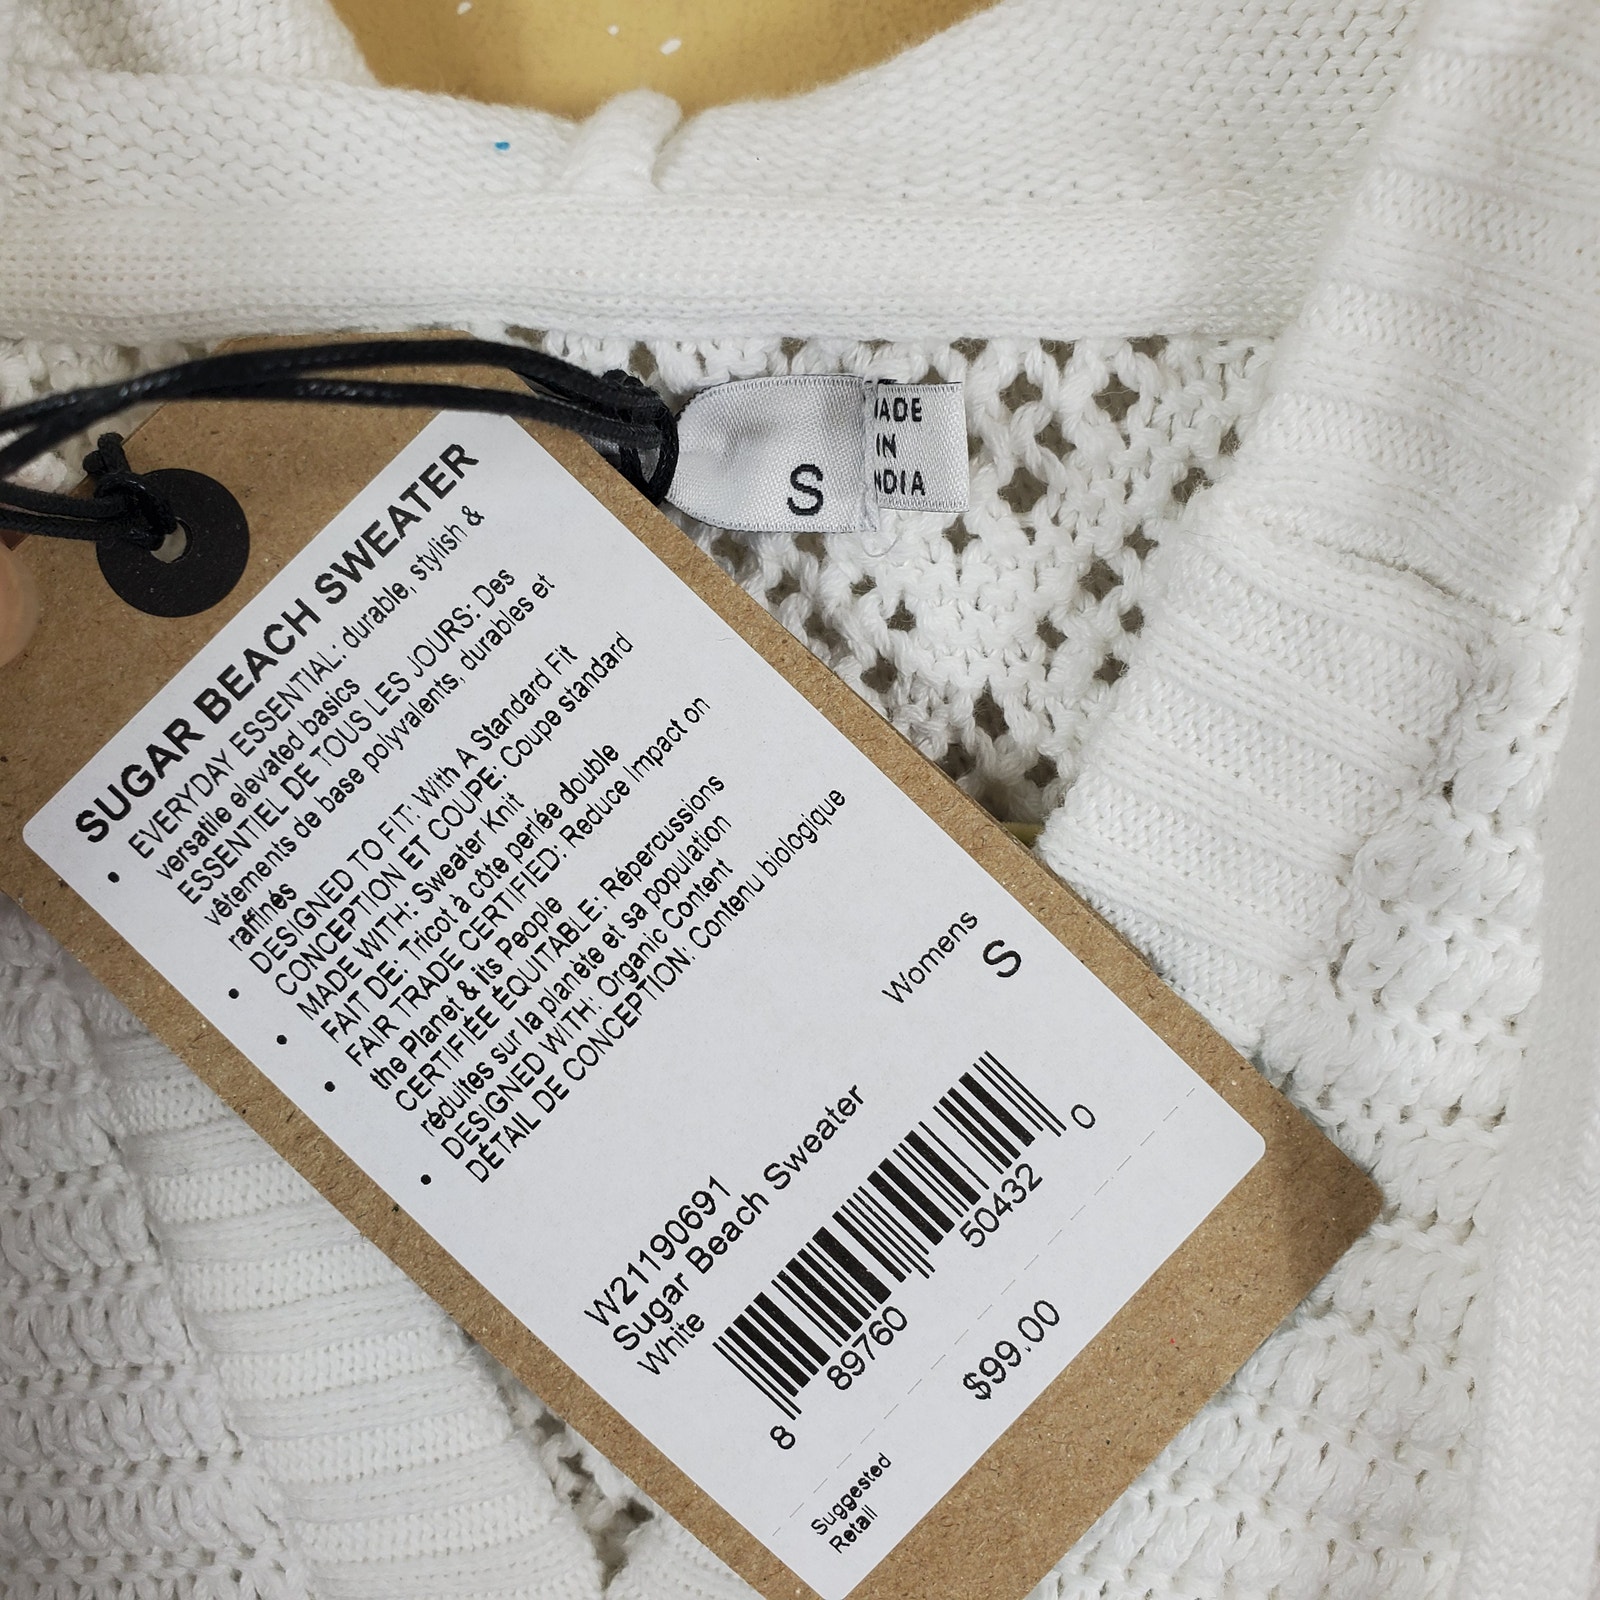 S
MADE
IN
INDIA
SUGAR BEACH SWEATER
• EVERYDAY ESSENTIAL: durable, stylish &
versatile elevated basics
ESSENTIEL DE TOUS LES JOURS: Des
vêtements de base polyvalents, durables et
raffinés
• DESIGNED TO FIT: With A Standard Fit
CONCEPTION ET COUPE: Coupe standard
• MADE WITH: Sweater Knit
FAIT DE: Tricot à côte perlée double
• FAIR TRADE CERTIFIED: Reduce Impact on
the Planet & its People
CERTIFIÉE ÉQUITABLE: Répercussions
réduites sur la planète et sa population
• DESIGNED WITH: Organic Content
DÉTAIL DE CONCEPTION: Contenu biologique
Womens
S
W21190691
Sugar Beach Sweater
White
8 89760 50432 0
Suggested
Retail
$99.00